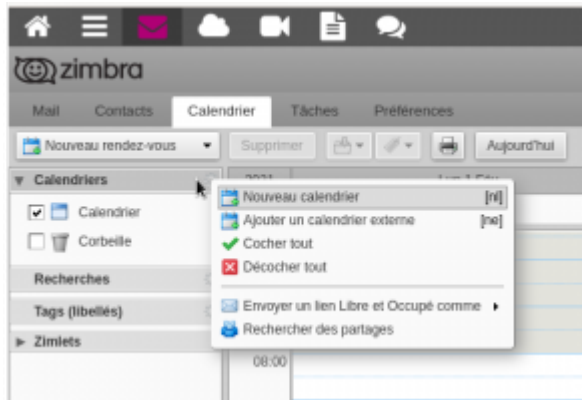 zimbra
Mail Contacts Calendrier Tâches Préférences
Nouveau rendez-vous Supprimer Aujourd'hui
Calendriers
Calendrier
Corbeille
Recherches
Tags (libellés)
Zimlets
Nouveau calendrier [nl]
Ajouter un calendrier externe [ne]
Cocher tout
Décocher tout
Envoyer un lien Libre et Occupé comme
Rechercher des partages
08:00